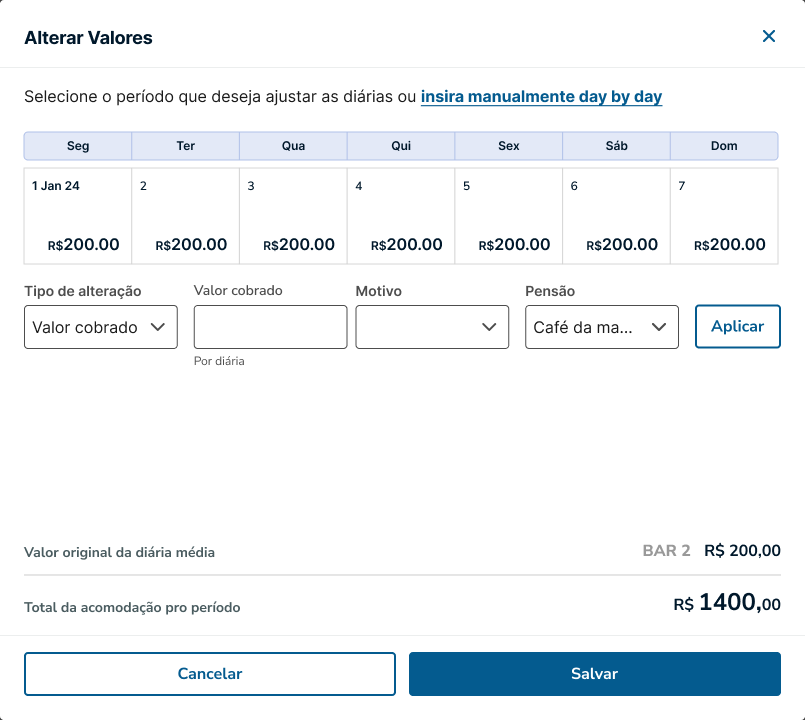 Alterar Valores
Selecione o período que deseja ajustar as diárias ou insira manualmente day by day
Seg Ter Qua Qui Sex Sáb Dom
1 Jan 24 2 3 4 5 6 7
R$200.00 R$200.00 R$200.00 R$200.00 R$200.00 R$200.00 R$200.00
Tipo de alteração Valor cobrado Motivo Pensão
Valor cobrado Café da ma... Aplicar
Por diária
Valor original da diária média BAR 2 R$ 200,00
Total da acomodação pro período R$ 1400,00
Cancelar Salvar